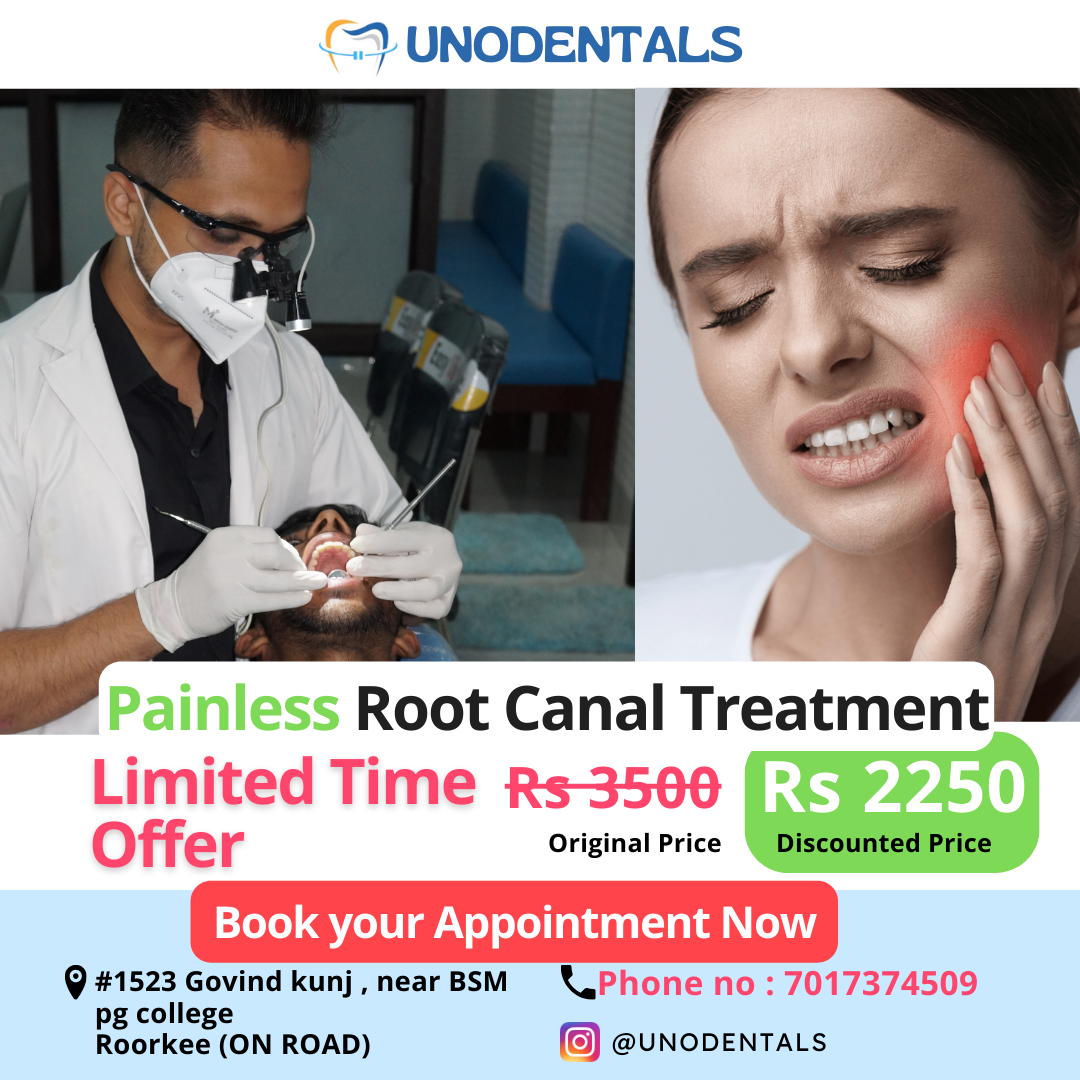 UNODENTALS
Painless Root Canal Treatment
Limited Time
Offer
Rs 3500
Original Price
Rs 2250
Discounted Price
Book your Appointment Now
#1523 Govind kunj , near BSM
pg college
Roorkee (ON ROAD)
Phone no : 7017374509
@UNODENTALS